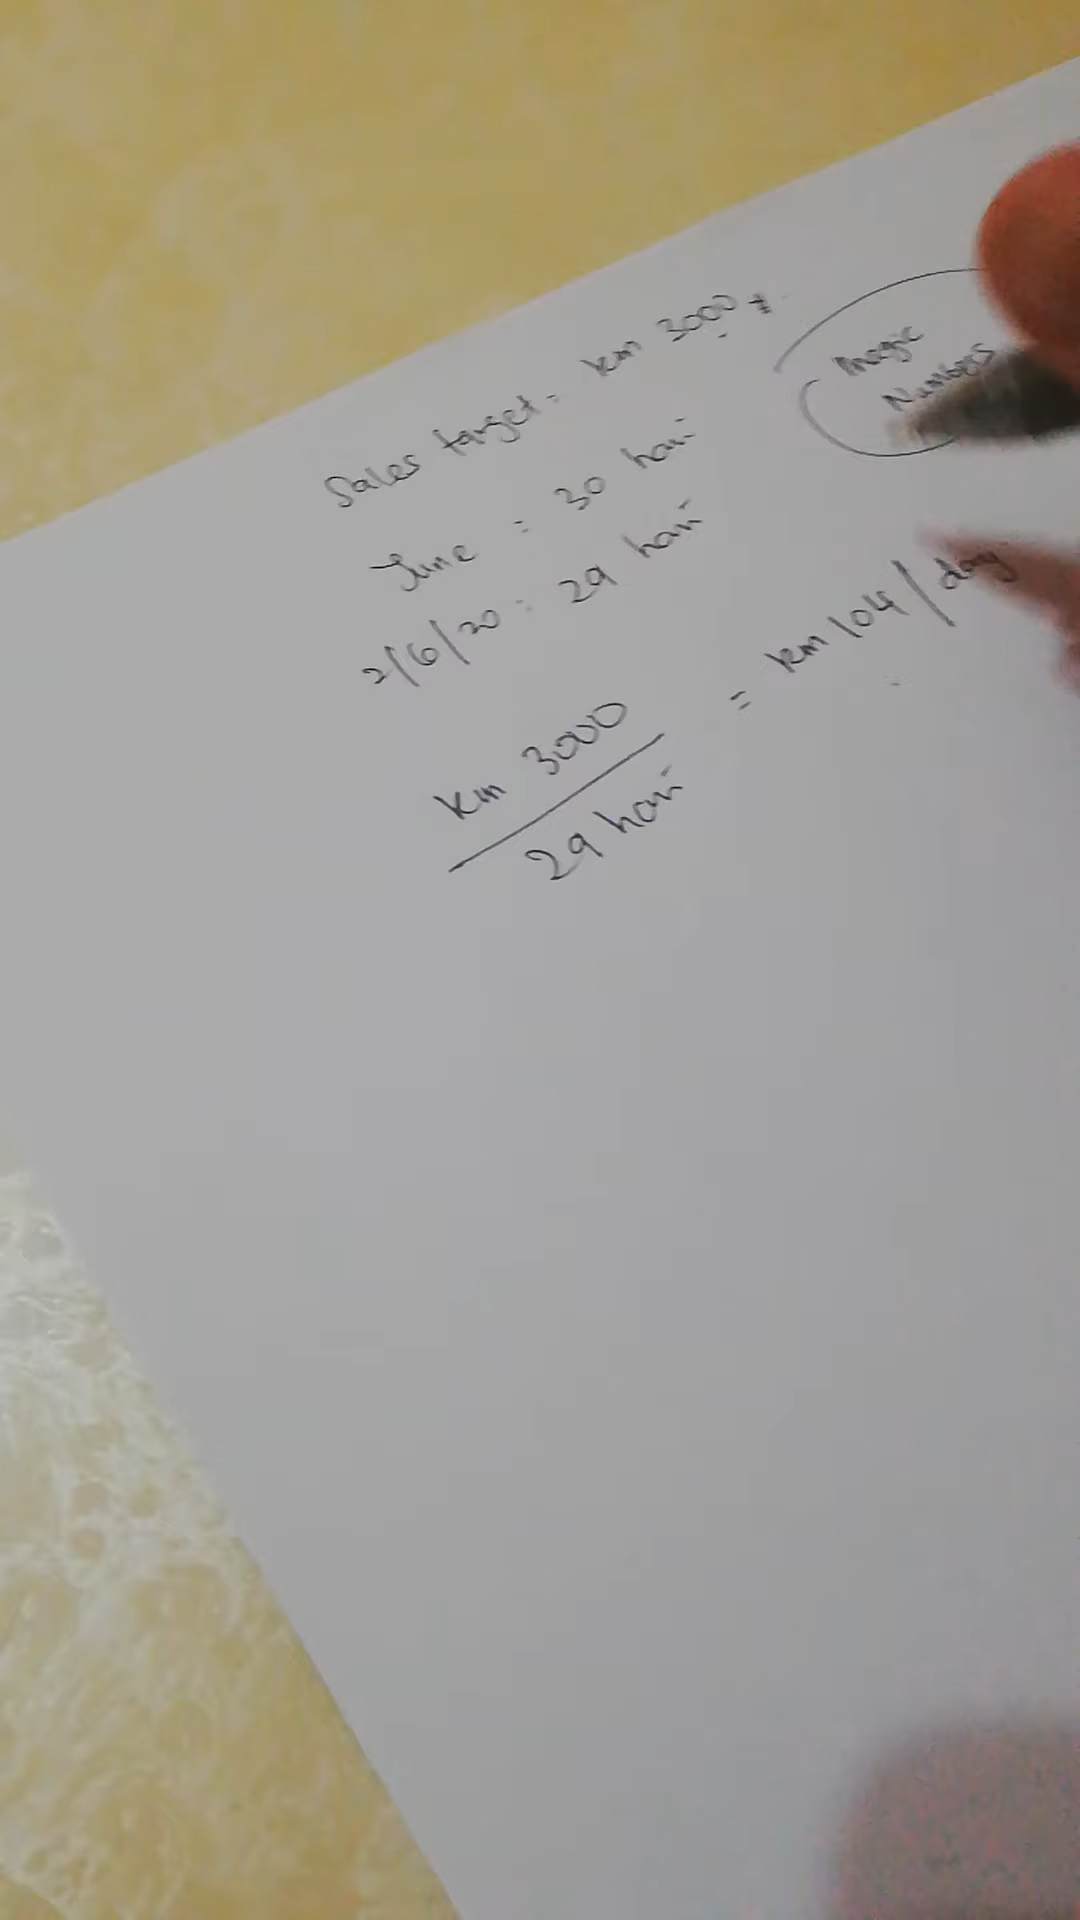 Sales target = RM 3000 #
Magic
Numbers
June = 30 hari
2/6/20 = 29 hari
RM 3000
29 hari
= RM 104/day